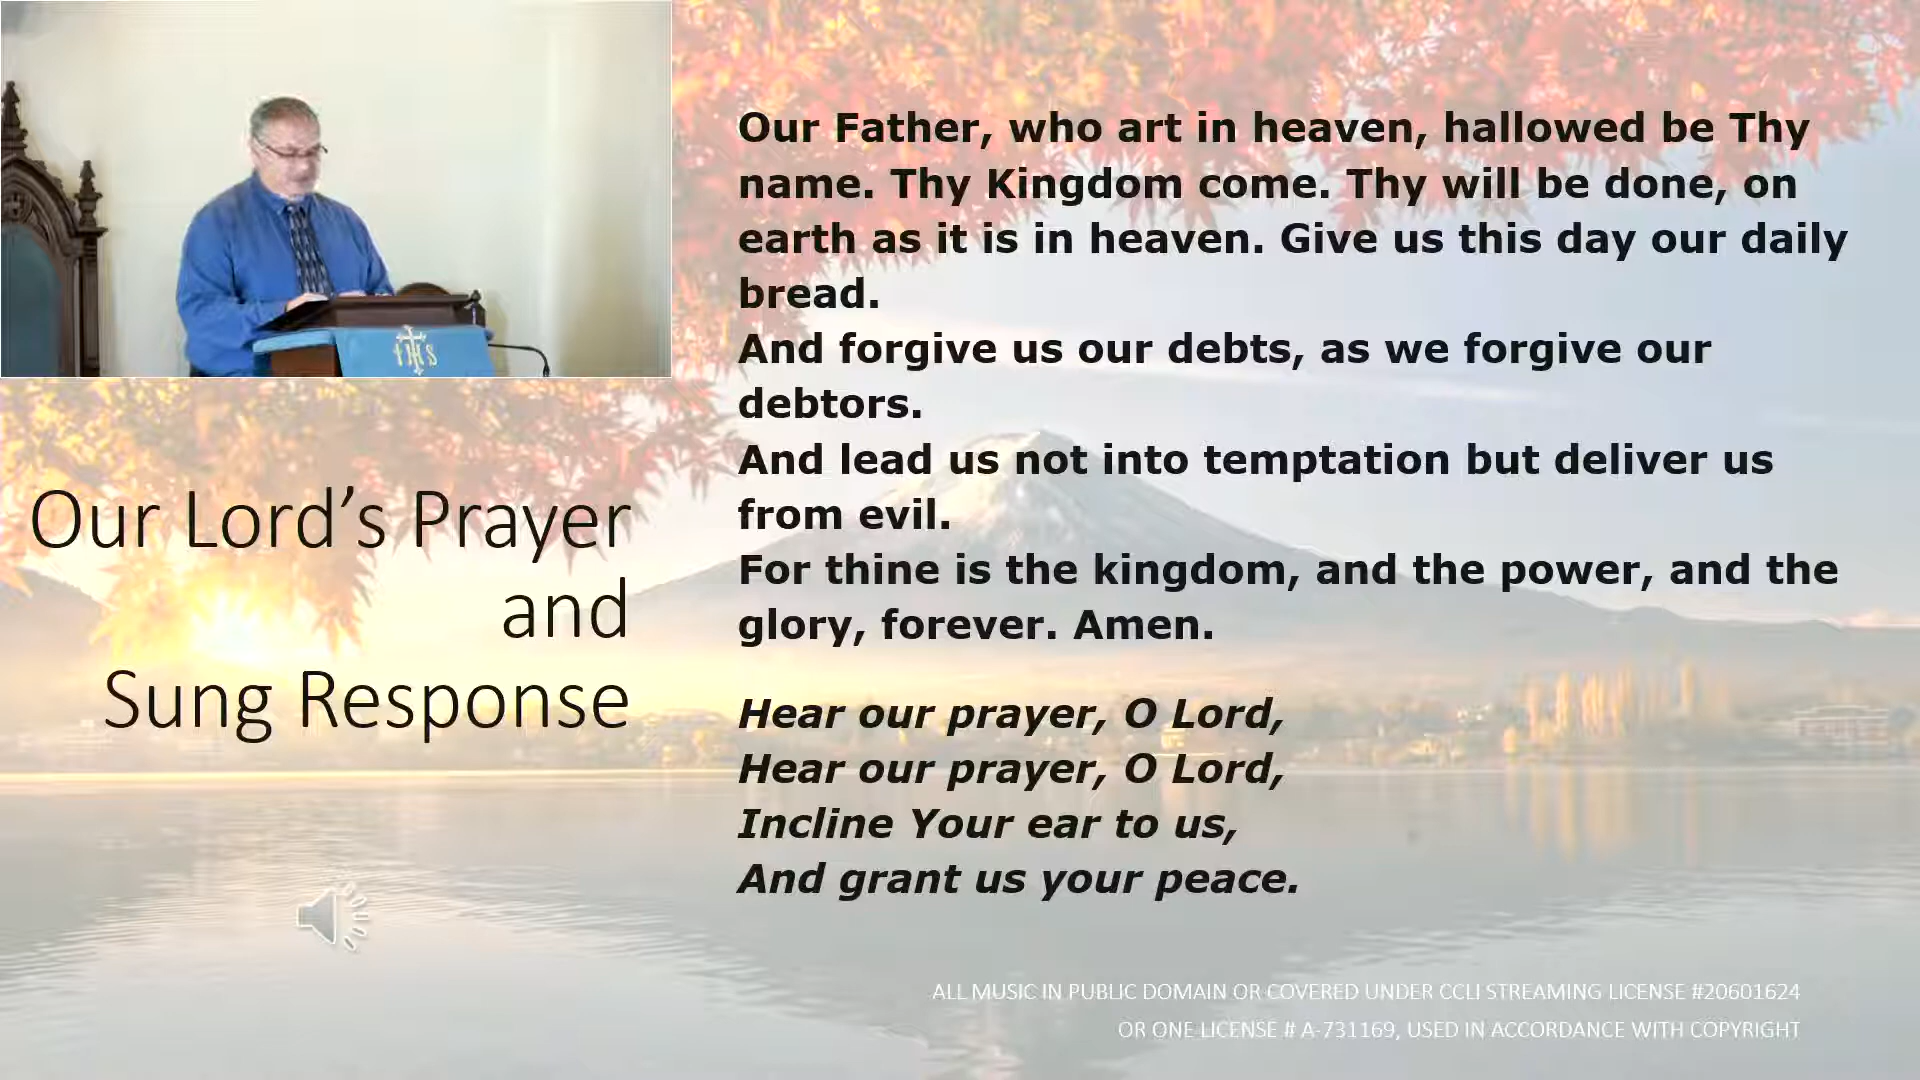 IHS
Our Lord’s Prayer
and
Sung Response
Our Father, who art in heaven, hallowed be Thy
name. Thy Kingdom come. Thy will be done, on
earth as it is in heaven. Give us this day our daily
bread.
And forgive us our debts, as we forgive our
debtors.
And lead us not into temptation but deliver us
from evil.
For thine is the kingdom, and the power, and the
glory, forever. Amen.
Hear our prayer, O Lord,
Hear our prayer, O Lord,
Incline Your ear to us,
And grant us your peace.
ALL MUSIC IN PUBLIC DOMAIN OR COVERED UNDER CCLI STREAMING LICENSE #20601624
OR ONE LICENSE # A-731169, USED IN ACCORDANCE WITH COPYRIGHT